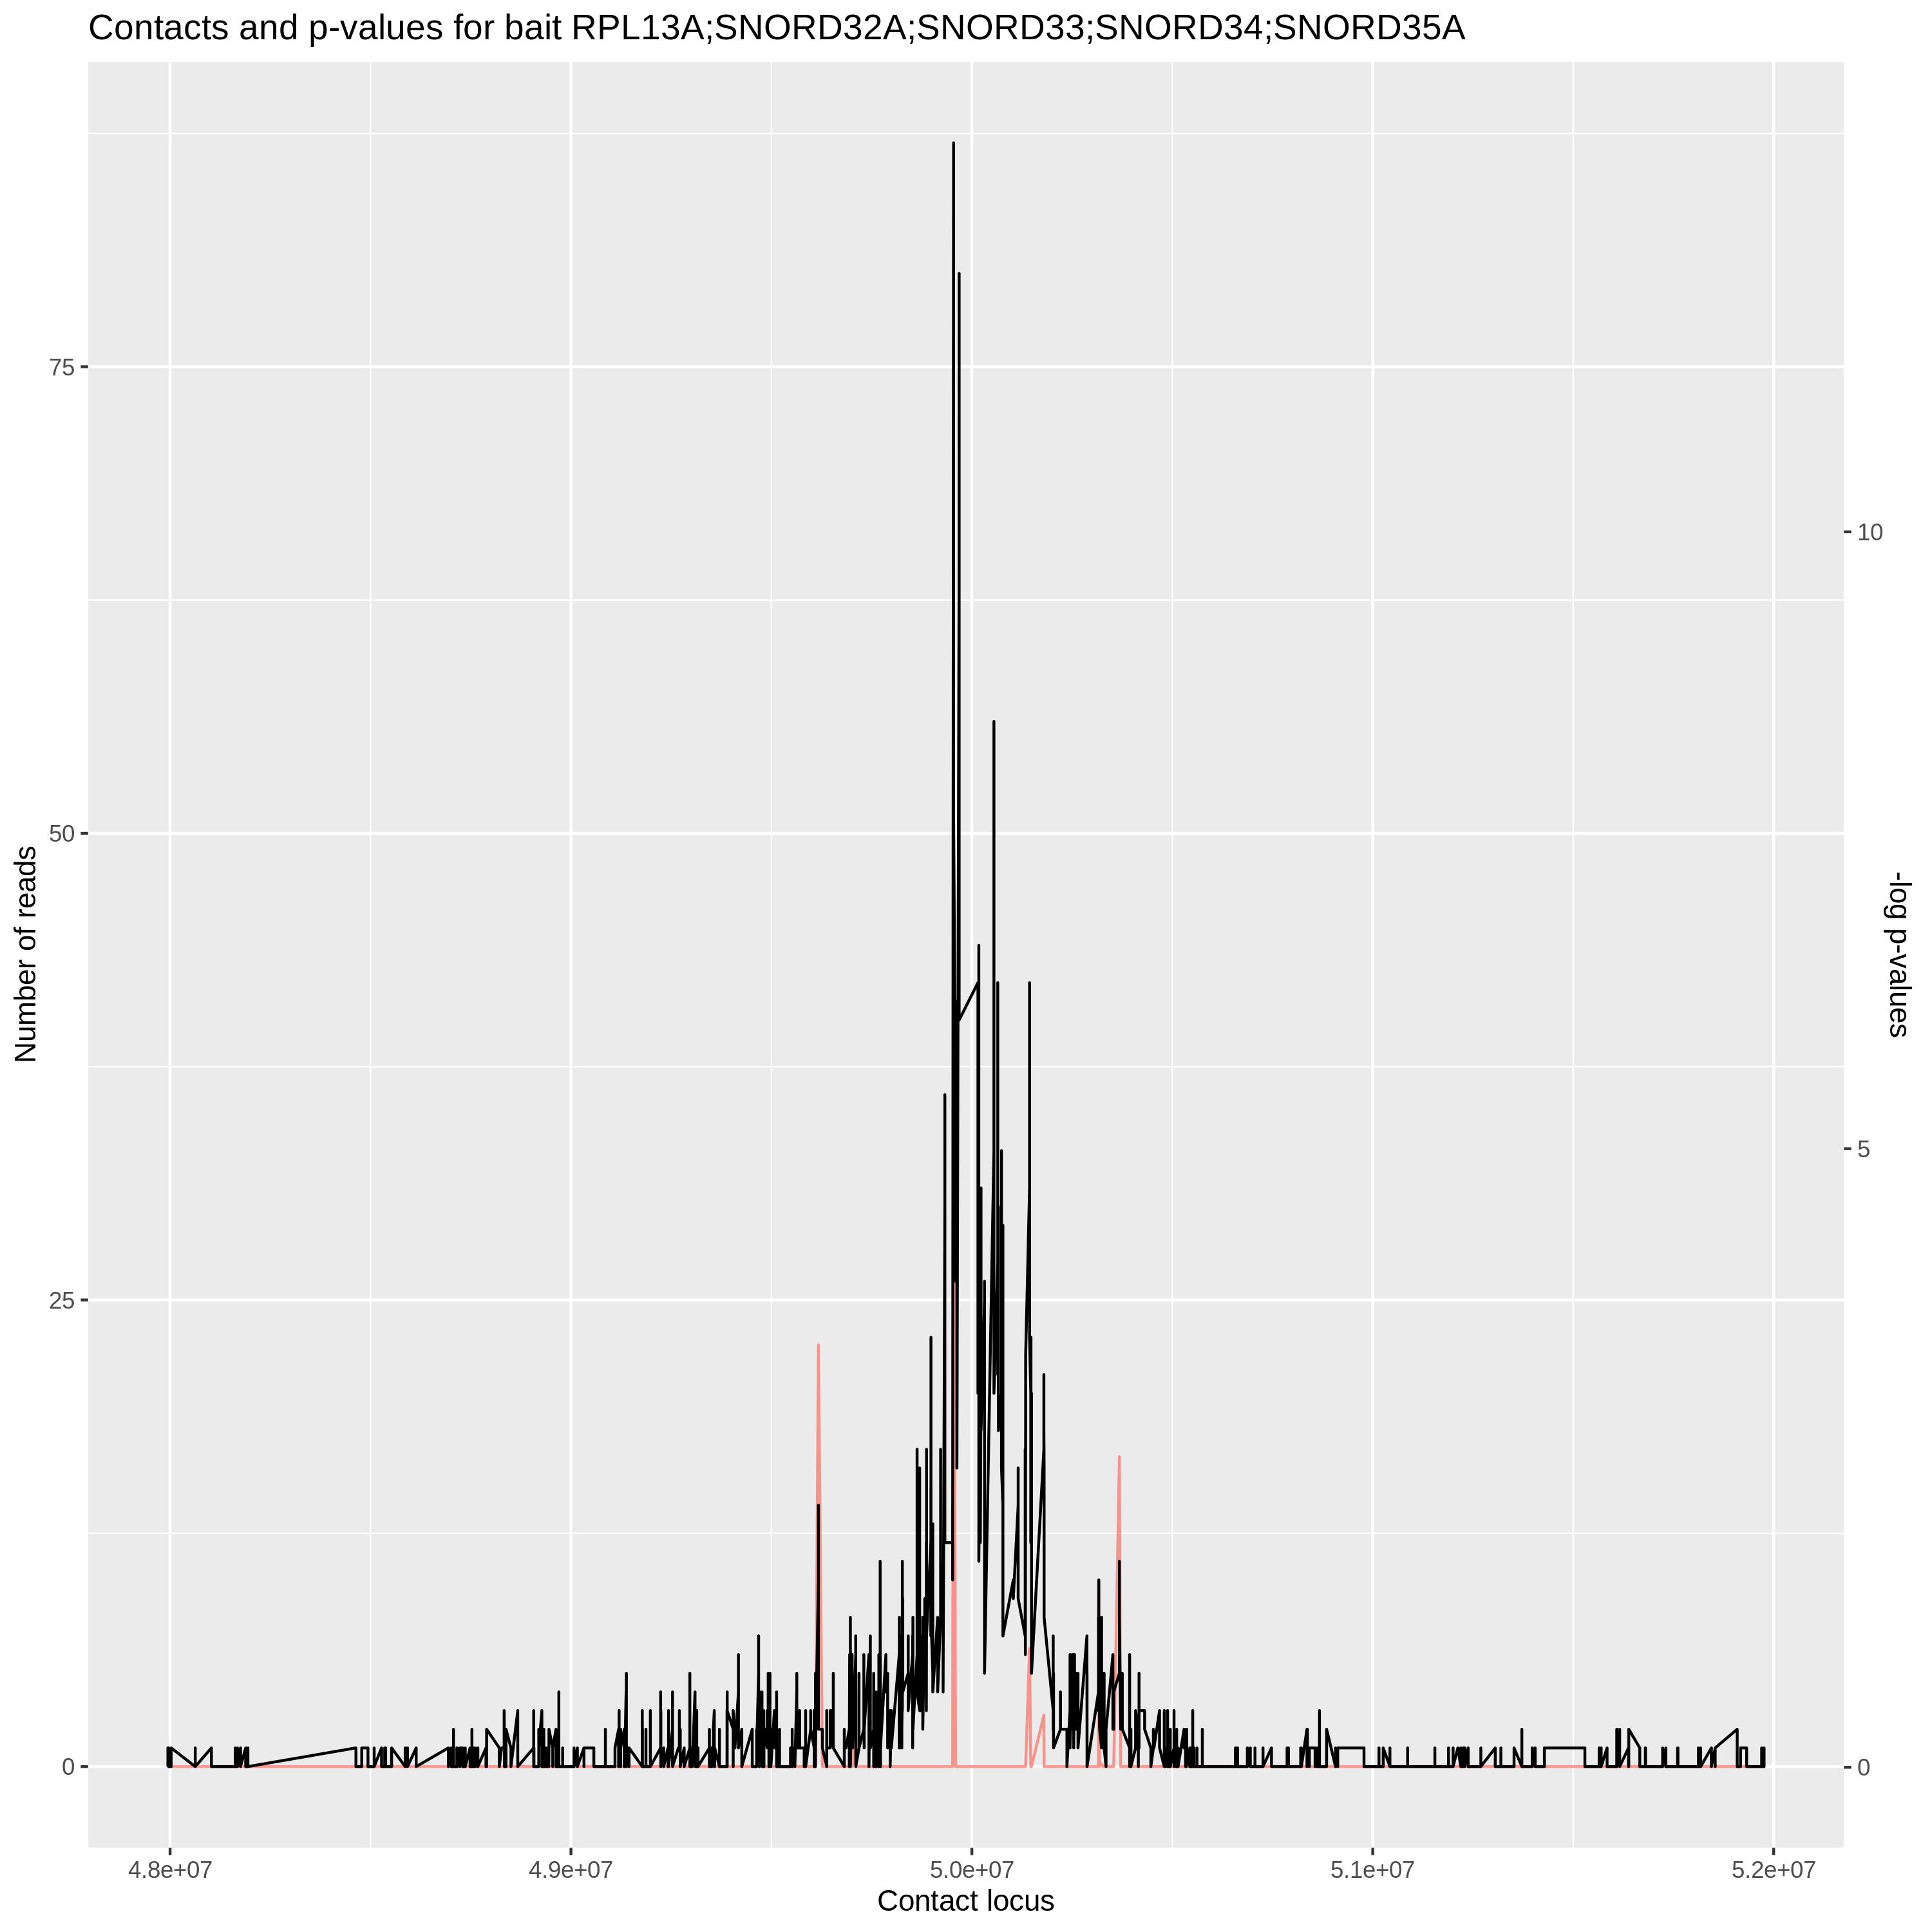 Contacts and p-values for bait RPL13A;SNORD32A;SNORD33;SNORD34;SNORD35A
75
50
25
0
Number of reads
10
5
0
-log p-values
4.8e+07 4.9e+07 5.0e+07 5.1e+07 5.2e+07
Contact locus